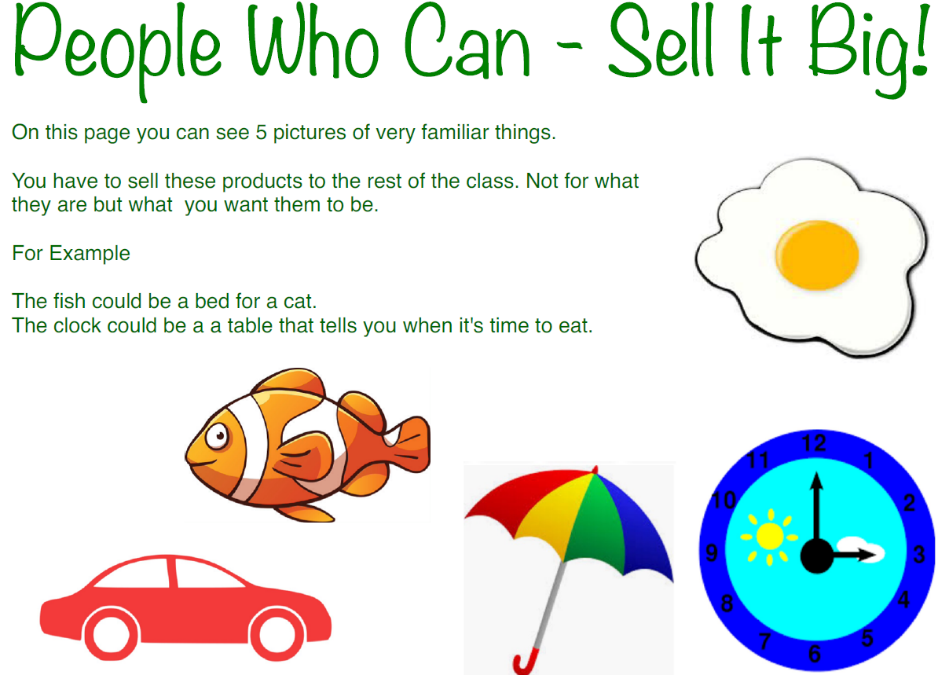 People Who Can - Sell It Big!
On this page you can see 5 pictures of very familiar things.
You have to sell these products to the rest of the class. Not for what
they are but what  you want them to be.
For Example
The fish could be a bed for a cat.
The clock could be a a table that tells you when it's time to eat.
12
11
1
10
2
9
3
8
4
7
5
6